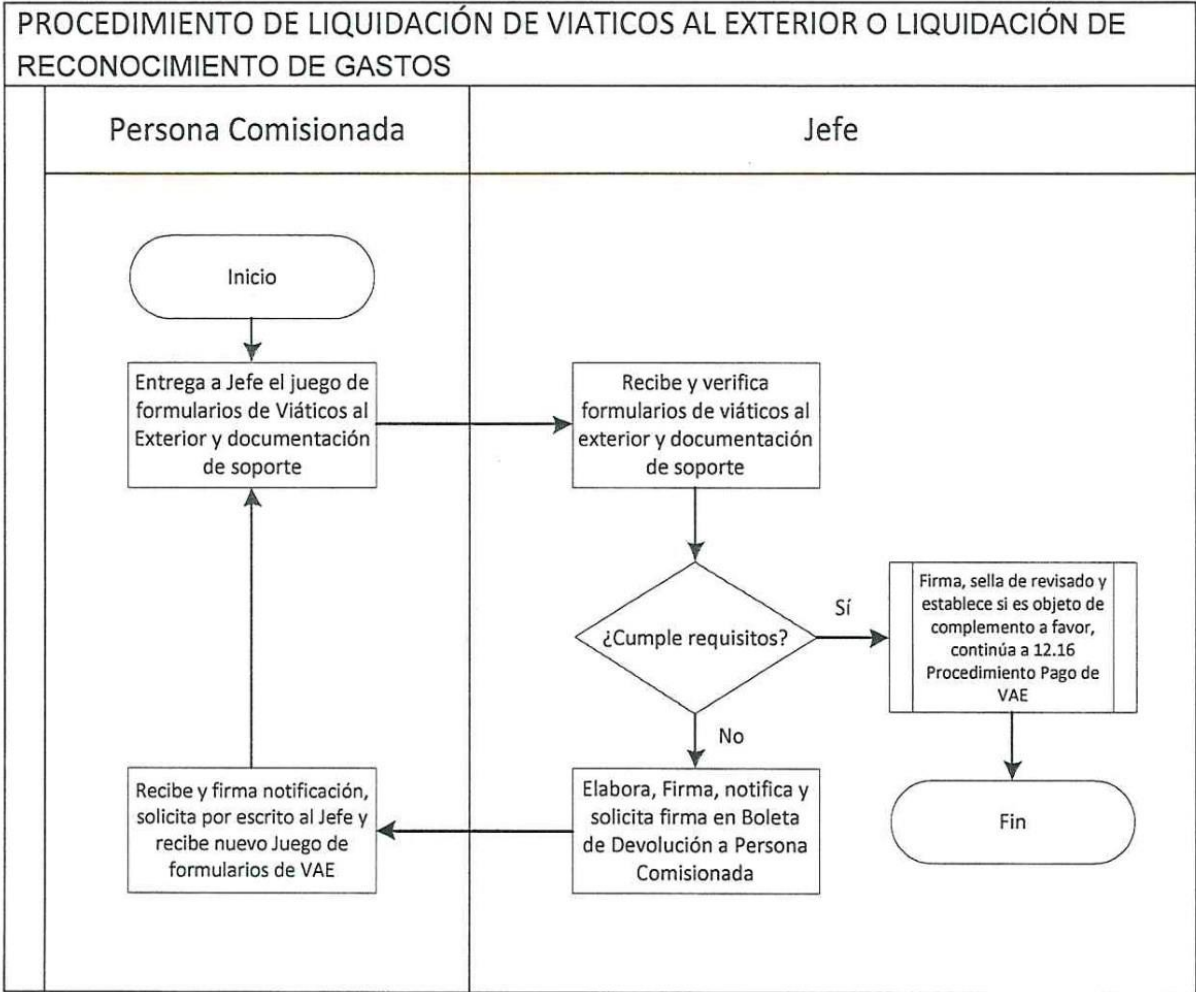 PROCEDIMIENTO DE LIQUIDACIÓN DE VIATICOS AL EXTERIOR O LIQUIDACIÓN DE
RECONOCIMIENTO DE GASTOS
Persona Comisionada
Jefe
Inicio
Entrega a Jefe el juego de
formularios de Viáticos al
Exterior y documentación
de soporte
Recibe y verifica
formularios de viáticos al
exterior y documentación
de soporte
¿Cumple requisitos?
Sí
Firma, sella de revisado y
establece si es objeto de
complemento a favor,
continúa a 12.16
Procedimiento Pago de
VAE
No
Recibe y firma notificación,
solicita por escrito al Jefe y
recibe nuevo Juego de
formularios de VAE
Elabora, Firma, notifica y
solicita firma en Boleta
de Devolución a Persona
Comisionada
Fin